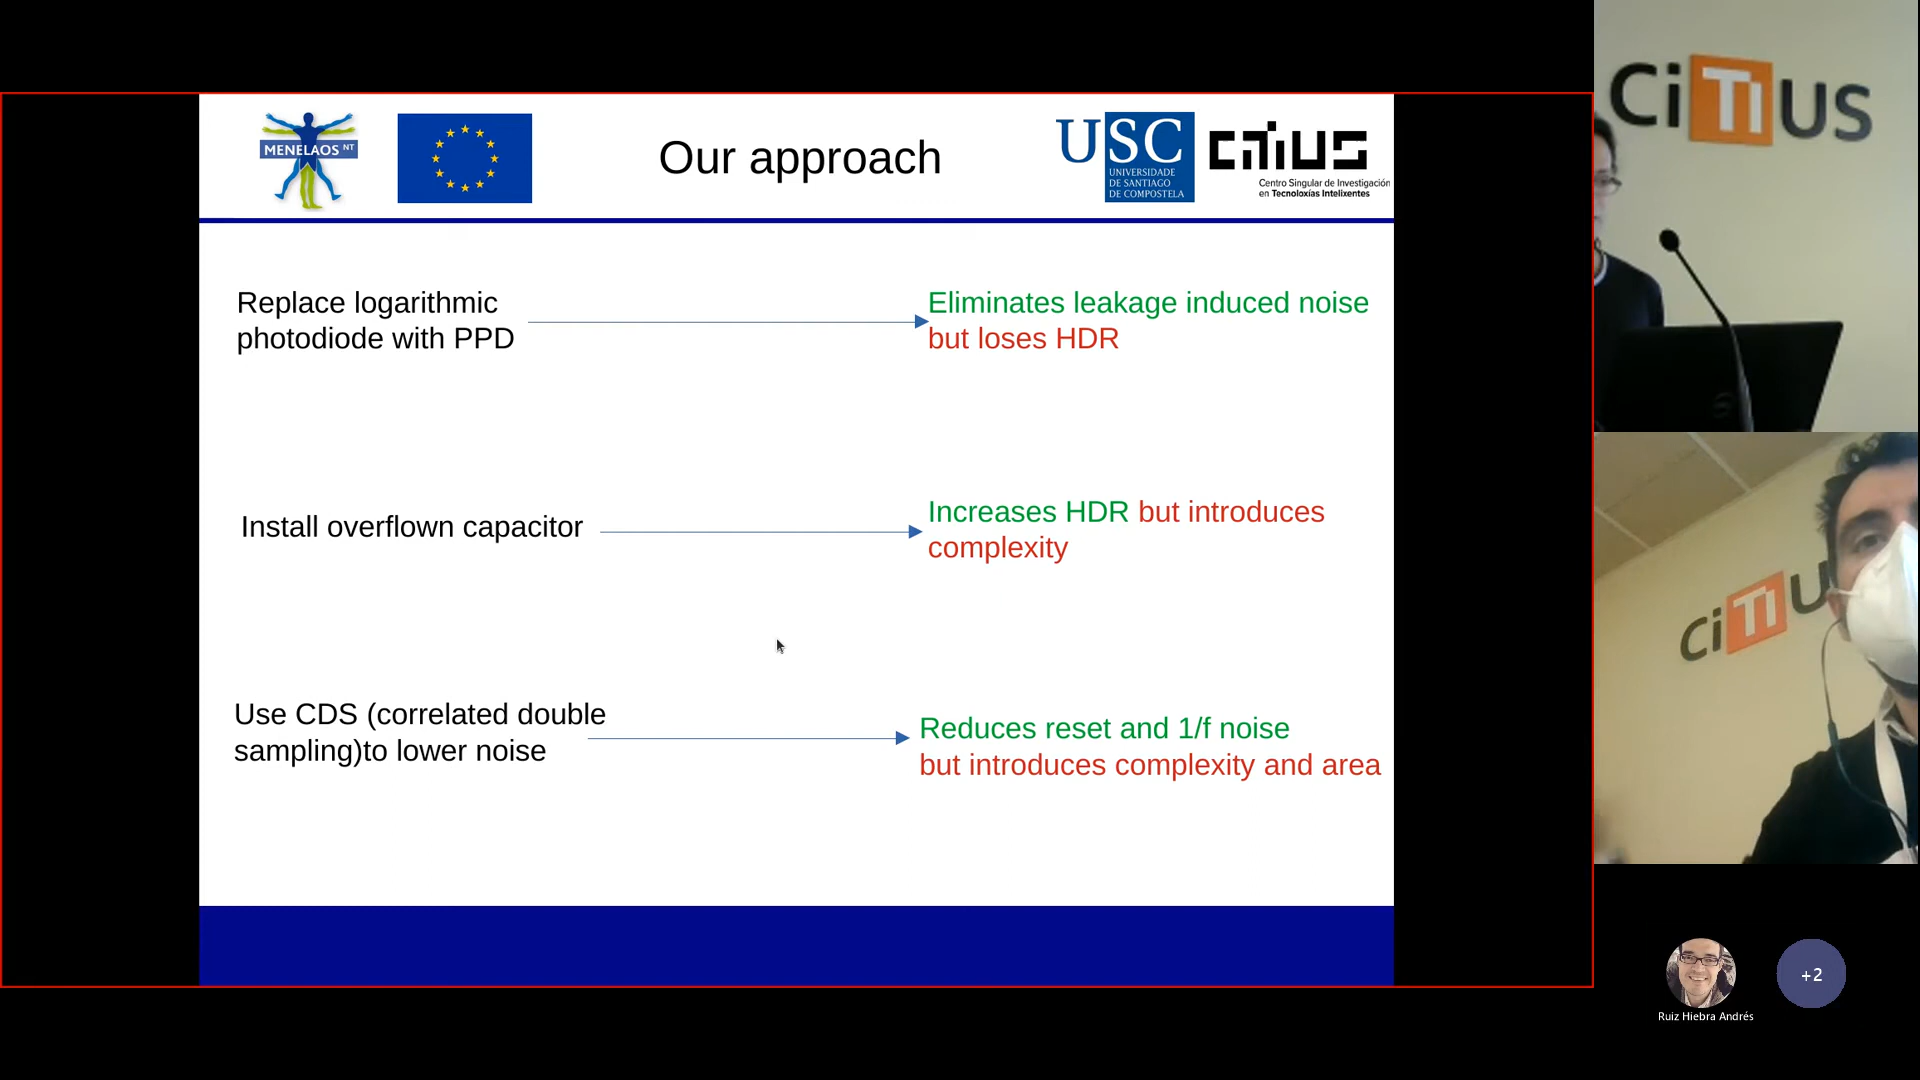 MENELAOS NT
Our approach
USC
UNIVERSIDADE
DE SANTIAGO
DE COMPOSTELA
CiTIUS
Centro Singular de Investigación
en Tecnoloxías Intelixentes
Replace logarithmic
photodiode with PPD
Eliminates leakage induced noise
but loses HDR
Install overflown capacitor
Increases HDR but introduces
complexity
Use CDS (correlated double
sampling)to lower noise
Reduces reset and 1/f noise
but introduces complexity and area
CiTIUS
CiTIU
Ruiz Hiebra Andrés
+2